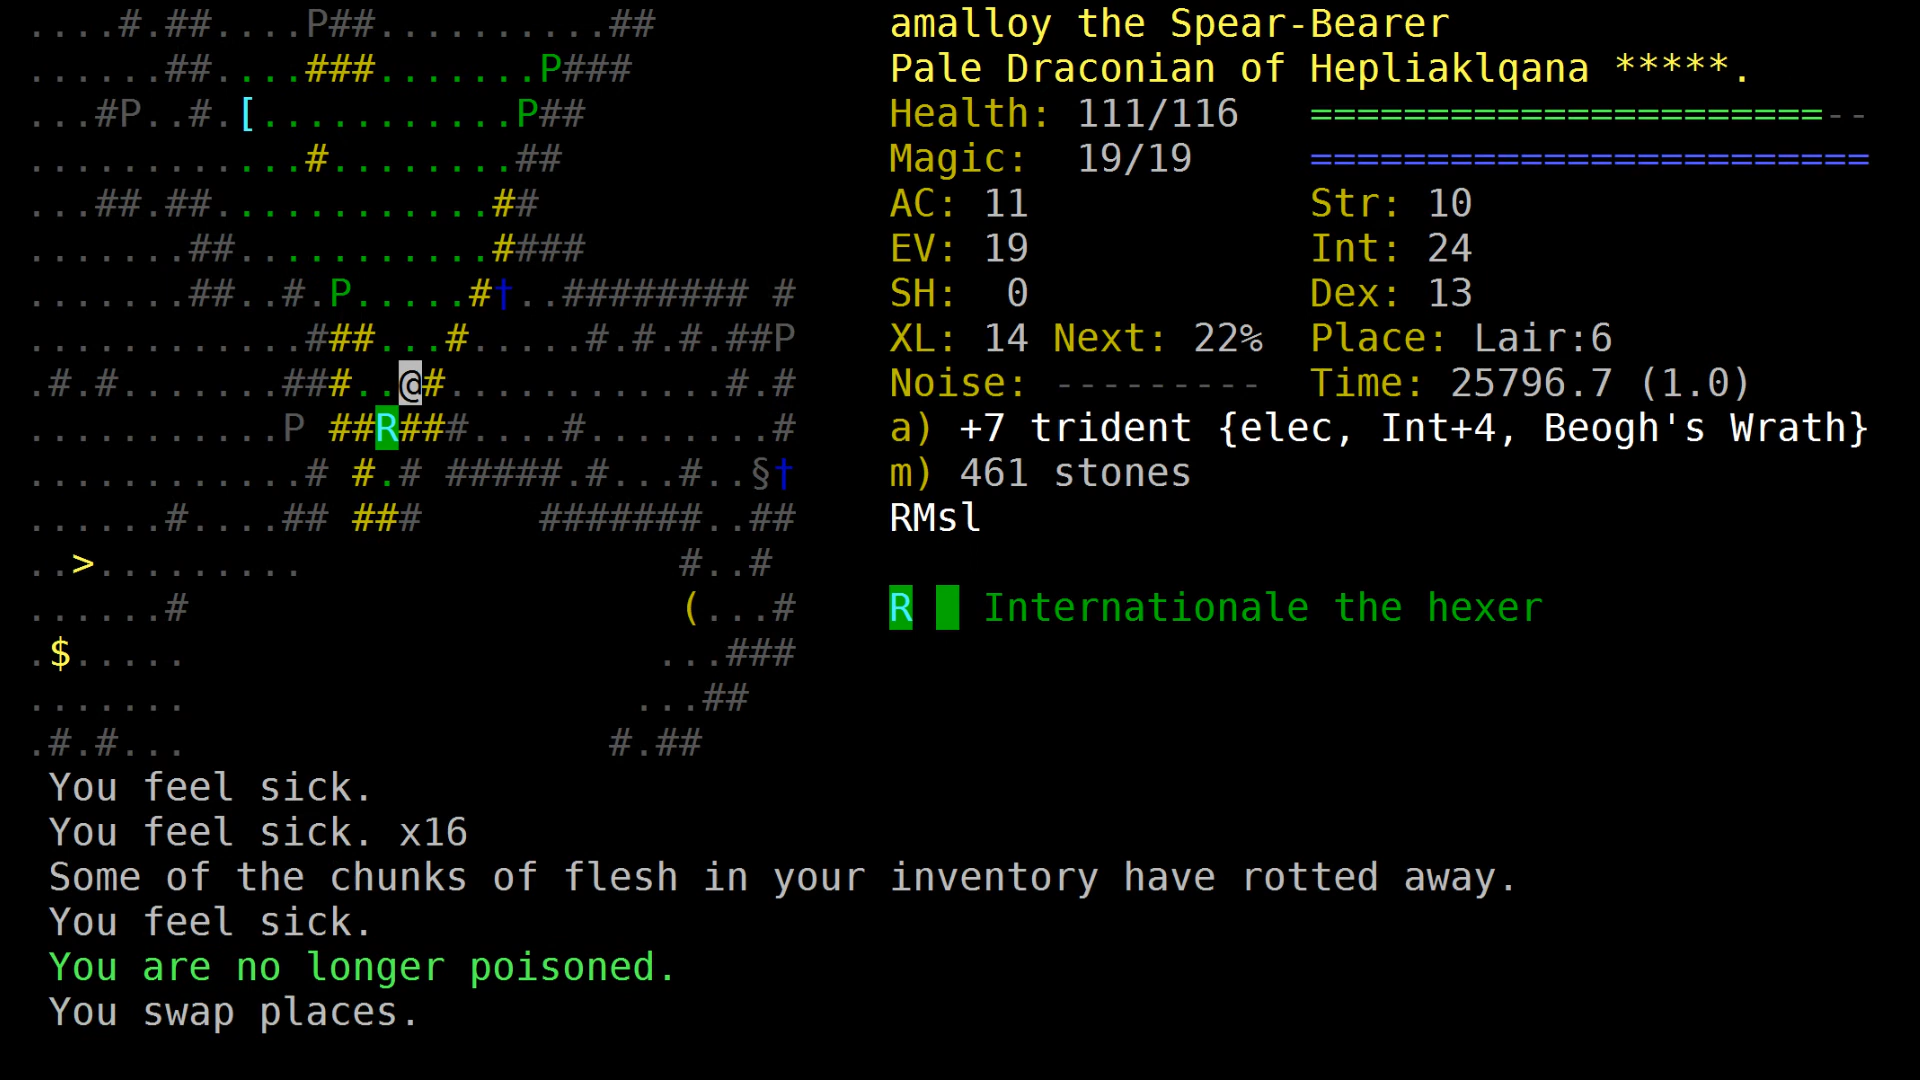 ....#.##....P##..........## amalloy the Spear-Bearer
......##....###.......P### Pale Draconian of Hepliaklqana *****.
...#P..#.[...........P## Health: 111/116 ======================--
............#........## Magic: 19/19 ========================
...##.##............## AC: 11 Str: 10
.......##...........#### EV: 19 Int: 24
.......##..#.P.....#†..######## # SH: 0 Dex: 13
............###...#.....#.#.#.##P XL: 14 Next: 22% Place: Lair:6
.#.#.......###..@#............#.# Noise: --------- Time: 25796.7 (1.0)
...........P ##R###....#........# a) +7 trident {elec, Int+4, Beogh's Wrath}
............# #.# #####.#...#..§† m) 461 stones
......#....## ### #######..## RMsl
..>......... #..#
......# (...# R Internationale the hexer
.$..... ...###
....... ...##
.#.#... #.##
You feel sick.
You feel sick. x16
Some of the chunks of flesh in your inventory have rotted away.
You feel sick.
You are no longer poisoned.
You swap places.